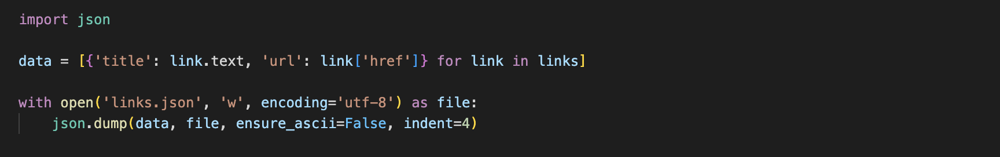 import json
data = [{'title': link.text, 'url': link['href']} for link in links]
with open('links.json', 'w', encoding='utf-8') as file:
    json.dump(data, file, ensure_ascii=False, indent=4)